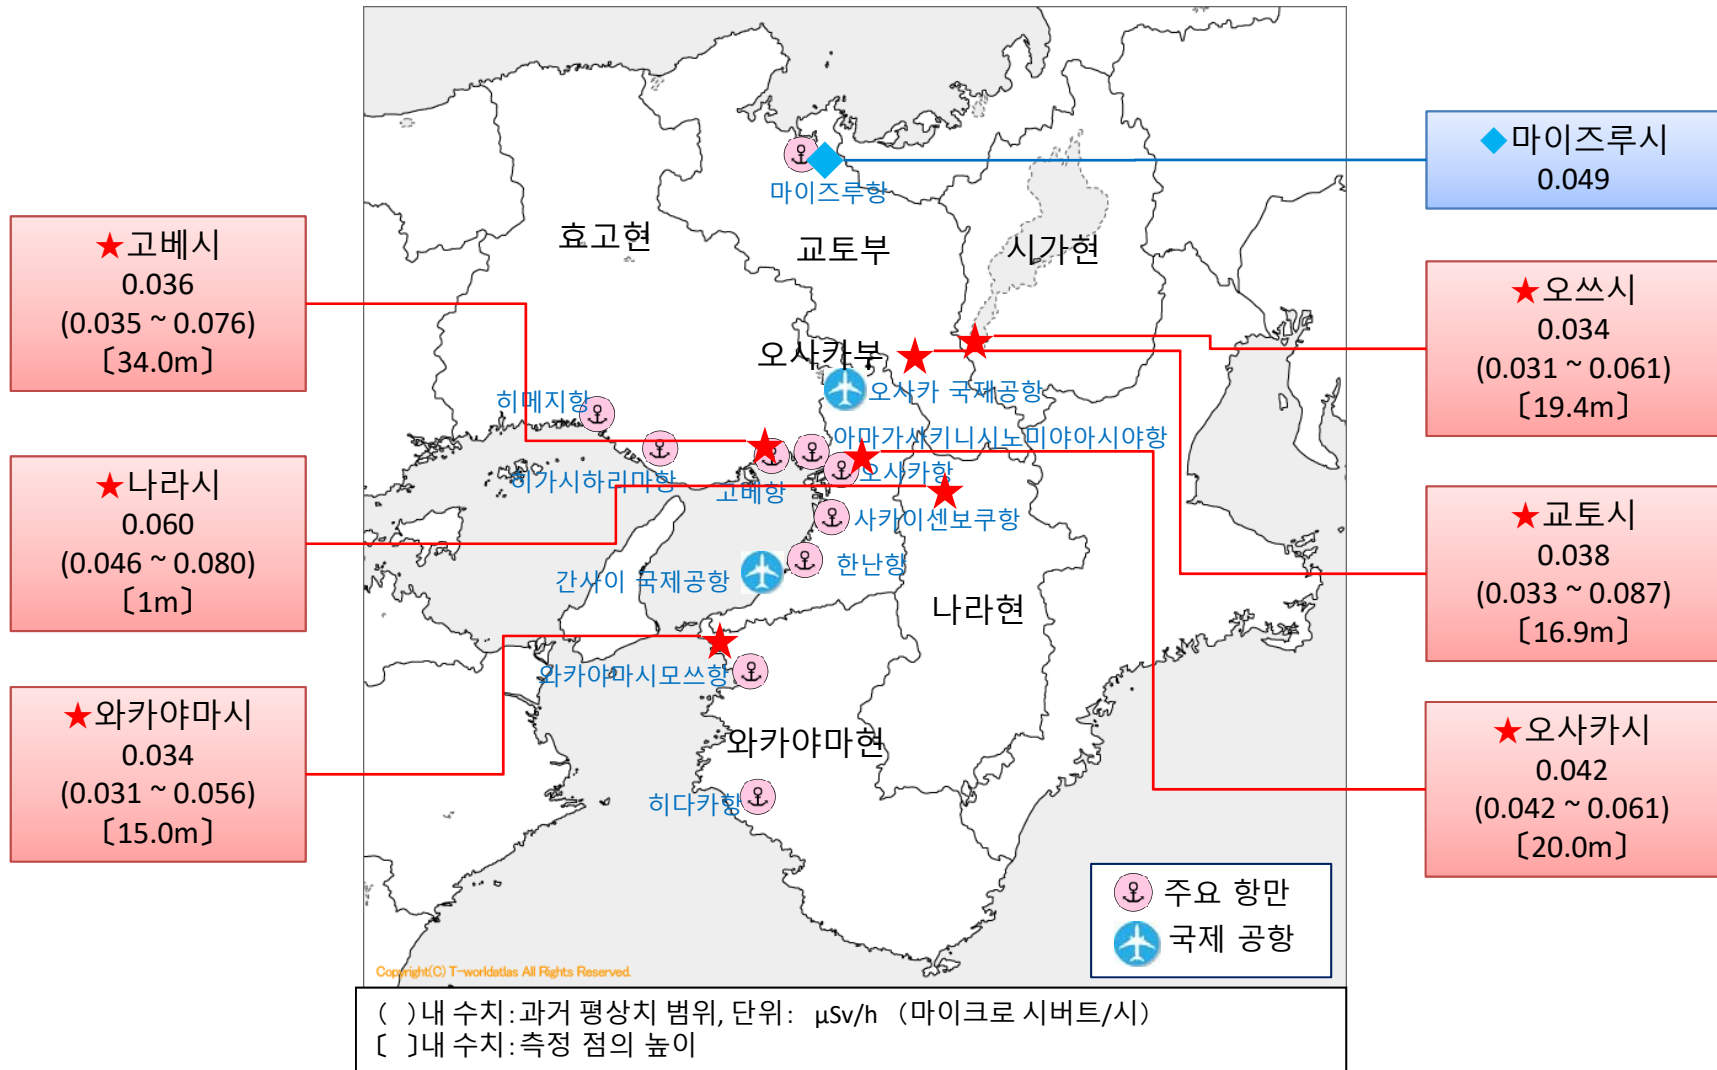 ◆마이즈루시
0.049
★고베시
0.036
(0.035 ~ 0.076)
〔34.0m〕
★나라시
0.060
(0.046 ~ 0.080)
〔1m〕
★와카야마시
0.034
(0.031 ~ 0.056)
〔15.0m〕
★오쓰시
0.034
(0.031 ~ 0.061)
〔19.4m〕
★교토시
0.038
(0.033 ~ 0.087)
〔16.9m〕
★오사카시
0.042
(0.042 ~ 0.061)
〔20.0m〕
마이즈루항
효고현
교토부
시가현
오사카부
오사카 국제공항
히메지항
아마가사키니시노미야아시야항
히가시하리마항
고베항
오사카항
사카이센보쿠항
간사이 국제공항
한난항
나라현
와카야마시모쓰항
와카야마현
히다카항
주요 항만
국제 공항
Copyright(C) T-worldatlas All Rights Reserved.
( )내 수치: 과거 평상치 범위, 단위: μSv/h (마이크로 시버트/시)
〔 〕내 수치: 측정 점의 높이